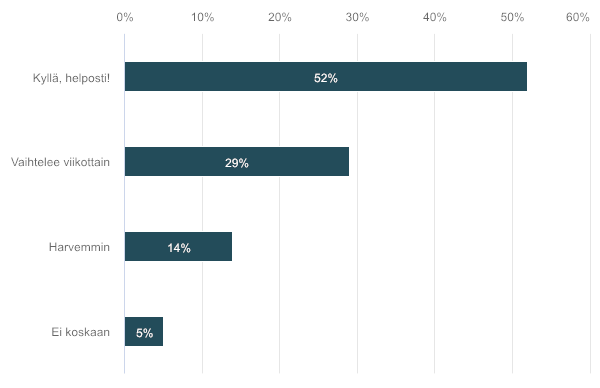 0% 10% 20% 30% 40% 50% 60%
Kyllä, helposti! 52%
Vaihtelee viikottain 29%
Harvemmin 14%
Ei koskaan 5%